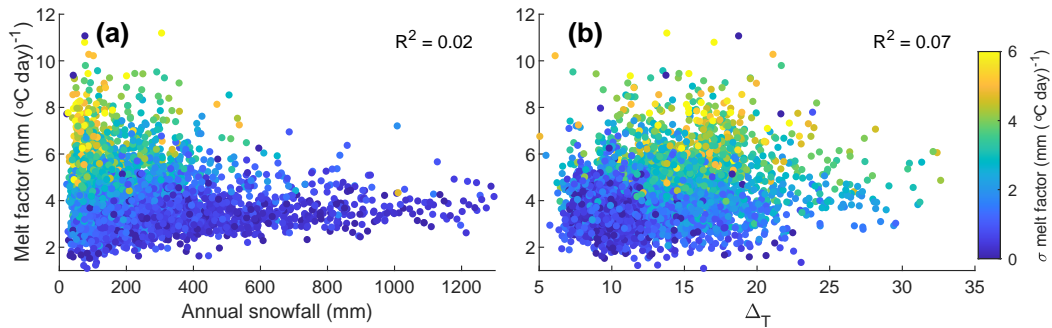 (a)
R² = 0.02
Melt factor (mm (ºC day)⁻¹
12
10
8
6
4
2
0 200 400 600 800 1000 1200
Annual snowfall (mm)
(b)
R² = 0.07
12
10
8
6
4
2
5 10 15 20 25 30 35
Δ_T
6
4
2
0
σ melt factor (ºC day)⁻¹